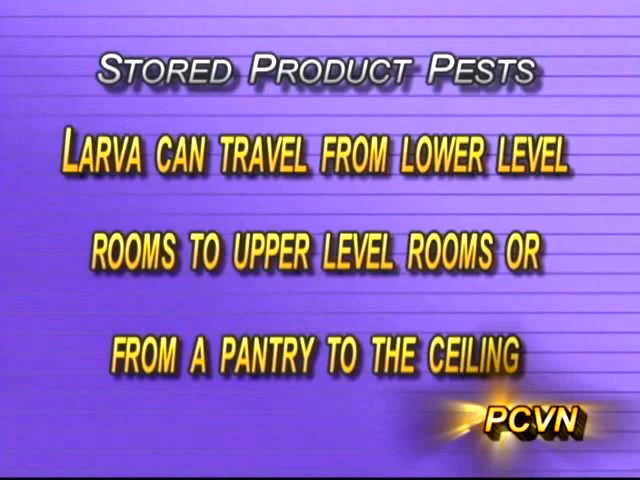 STORED PRODUCT PESTS
LARVA CAN TRAVEL FROM LOWER LEVEL
ROOMS TO UPPER LEVEL ROOMS OR
FROM A PANTRY TO THE CEILING
PCVN